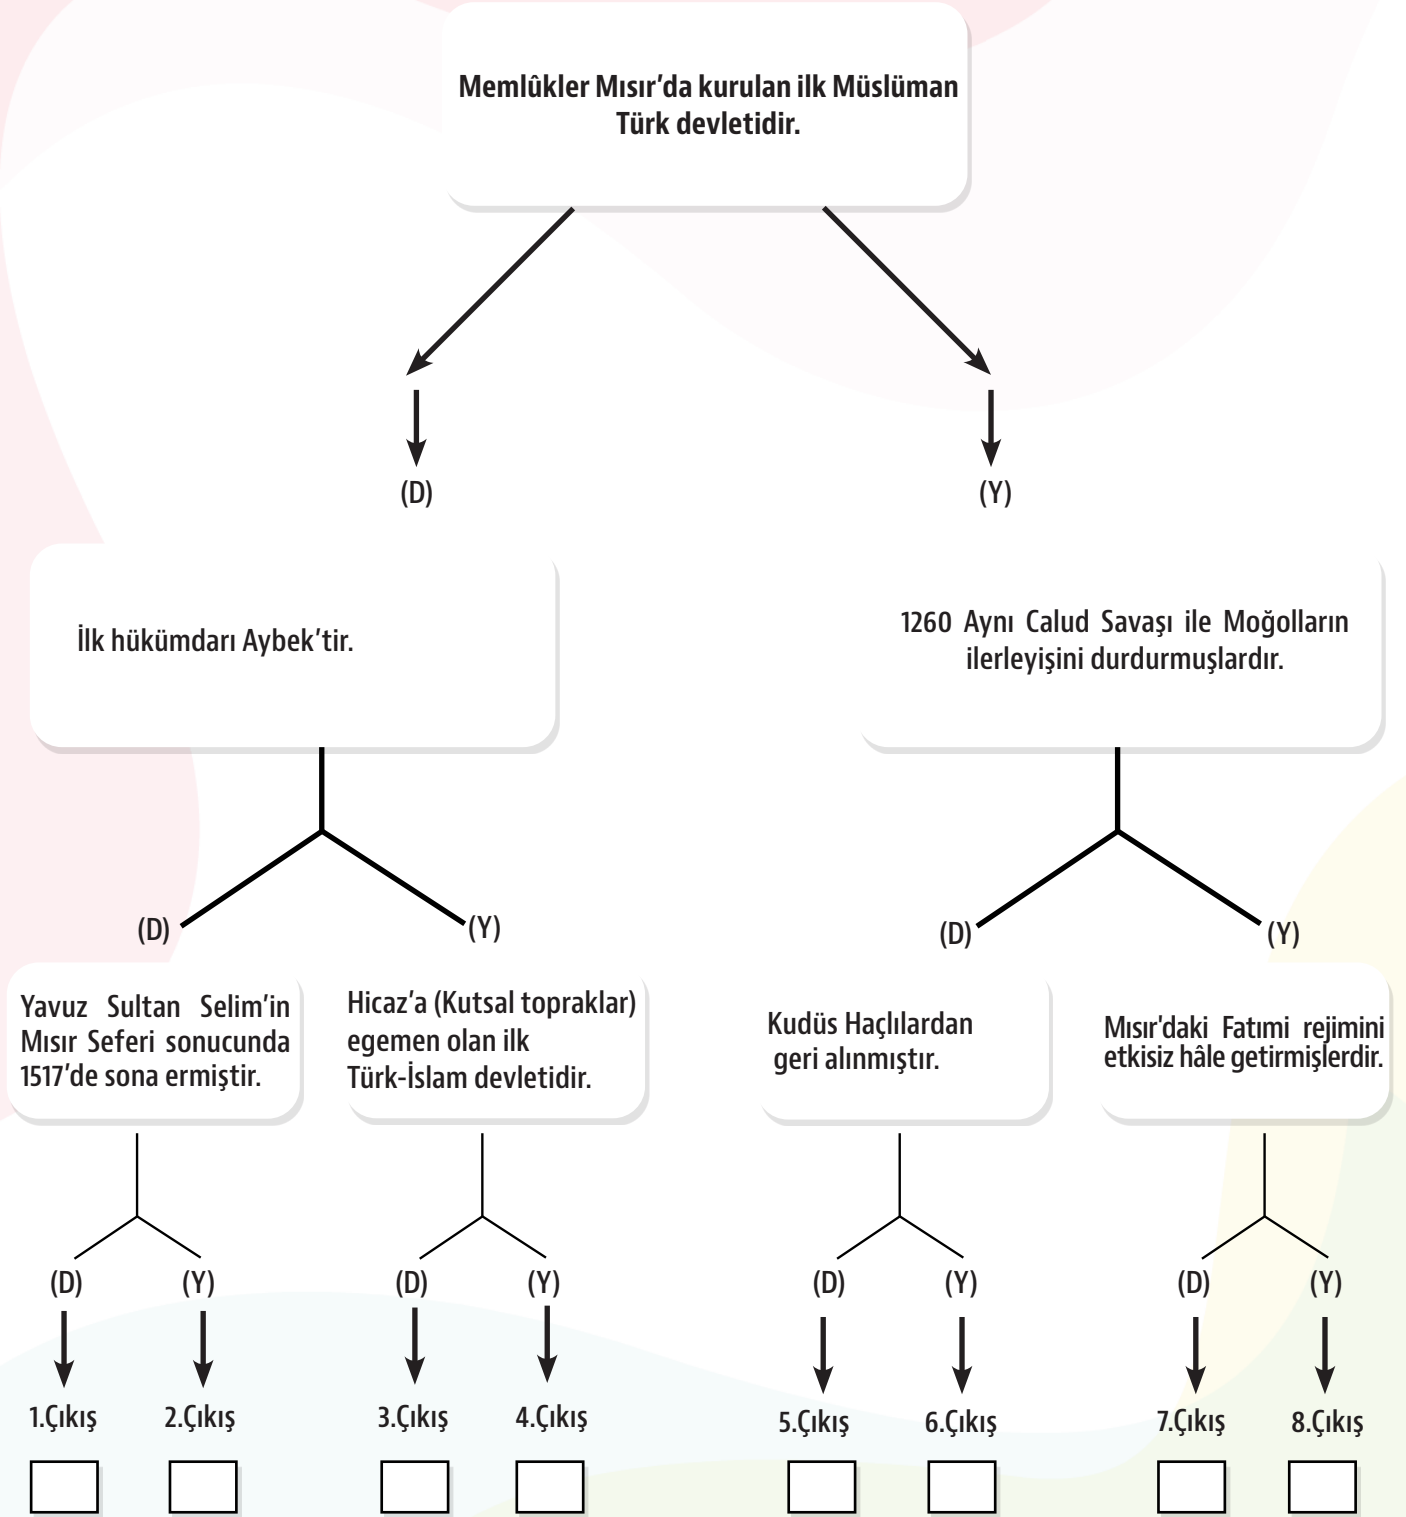 Memlûkler Mısır’da kurulan ilk Müslüman
Türk devletidir.
(D)
(Y)
İlk hükümdarı Aybek’tir.
1260 Aynı Calud Savaşı ile Moğolların
ilerleyişini durdurmuşlardır.
(D)
(Y)
(D)
(Y)
Yavuz Sultan Selim’in
Mısır Seferi sonucunda
1517’de sona ermiştir.
Hicaz’a (Kutsal topraklar)
egemen olan ilk
Türk-İslam devletidir.
Kudüs Haçlılardan
geri alınmıştır.
Mısır'daki Fatımi rejimini
etkisiz hâle getirmişlerdir.
(D)
(Y)
(D)
(Y)
(D)
(Y)
(D)
(Y)
1.Çıkış
2.Çıkış
3.Çıkış
4.Çıkış
5.Çıkış
6.Çıkış
7.Çıkış
8.Çıkış